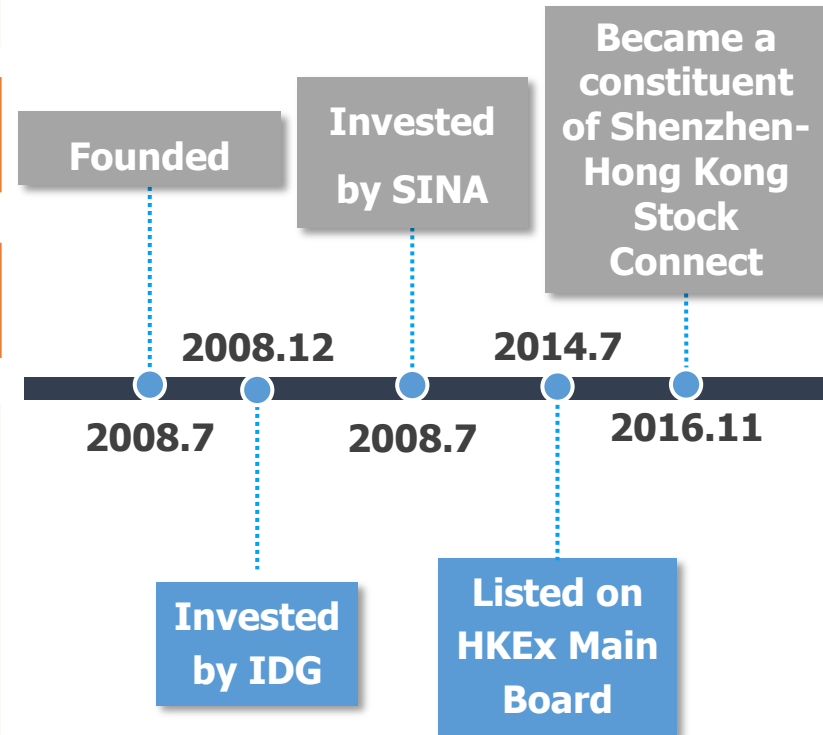 Founded
Invested
by SINA
Became a
constituent
of Shenzhen-
Hong Kong
Stock
Connect
2008.12
2014.7
2008.7
2008.7
2016.11
Invested
by IDG
Listed on
HKEx Main
Board